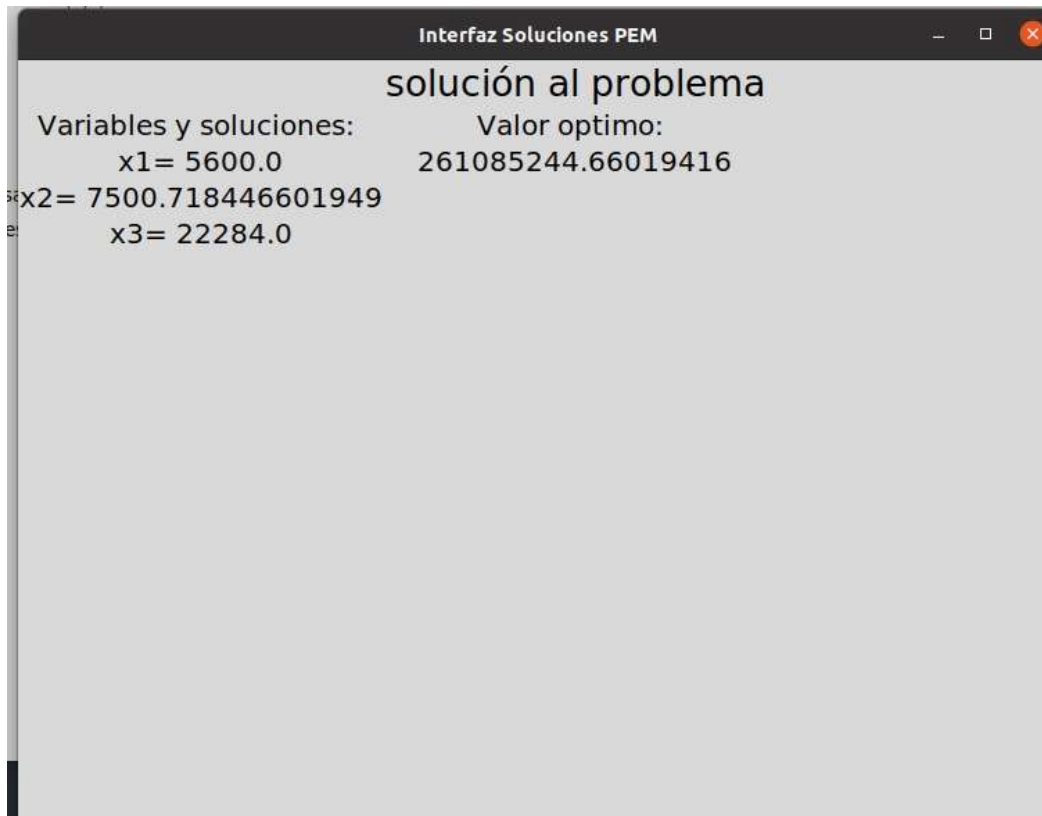 Interfaz Soluciones PEM
solución al problema
Variables y soluciones: Valor optimo:
x1= 5600.0 261085244.66019416
x2= 7500.718446601949
x3= 22284.0